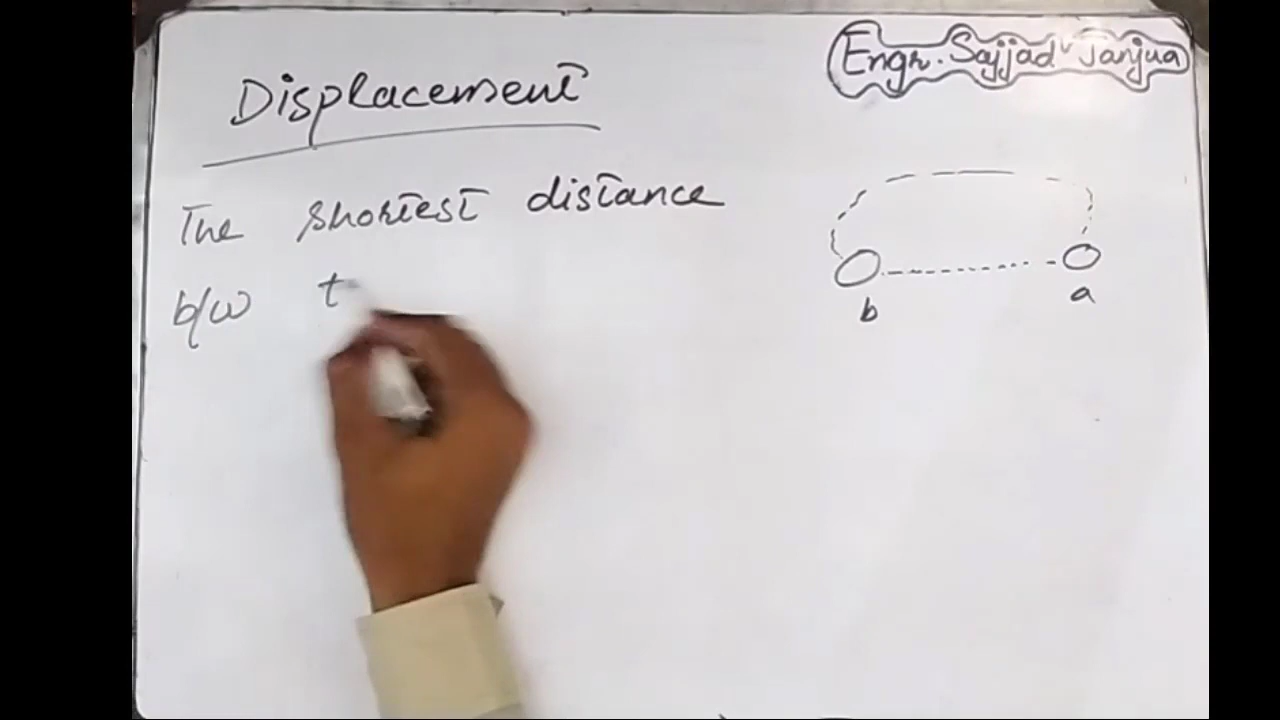 Engr. Sajjad Janjua
Displacement
The shortest distance
b/w t
b
a